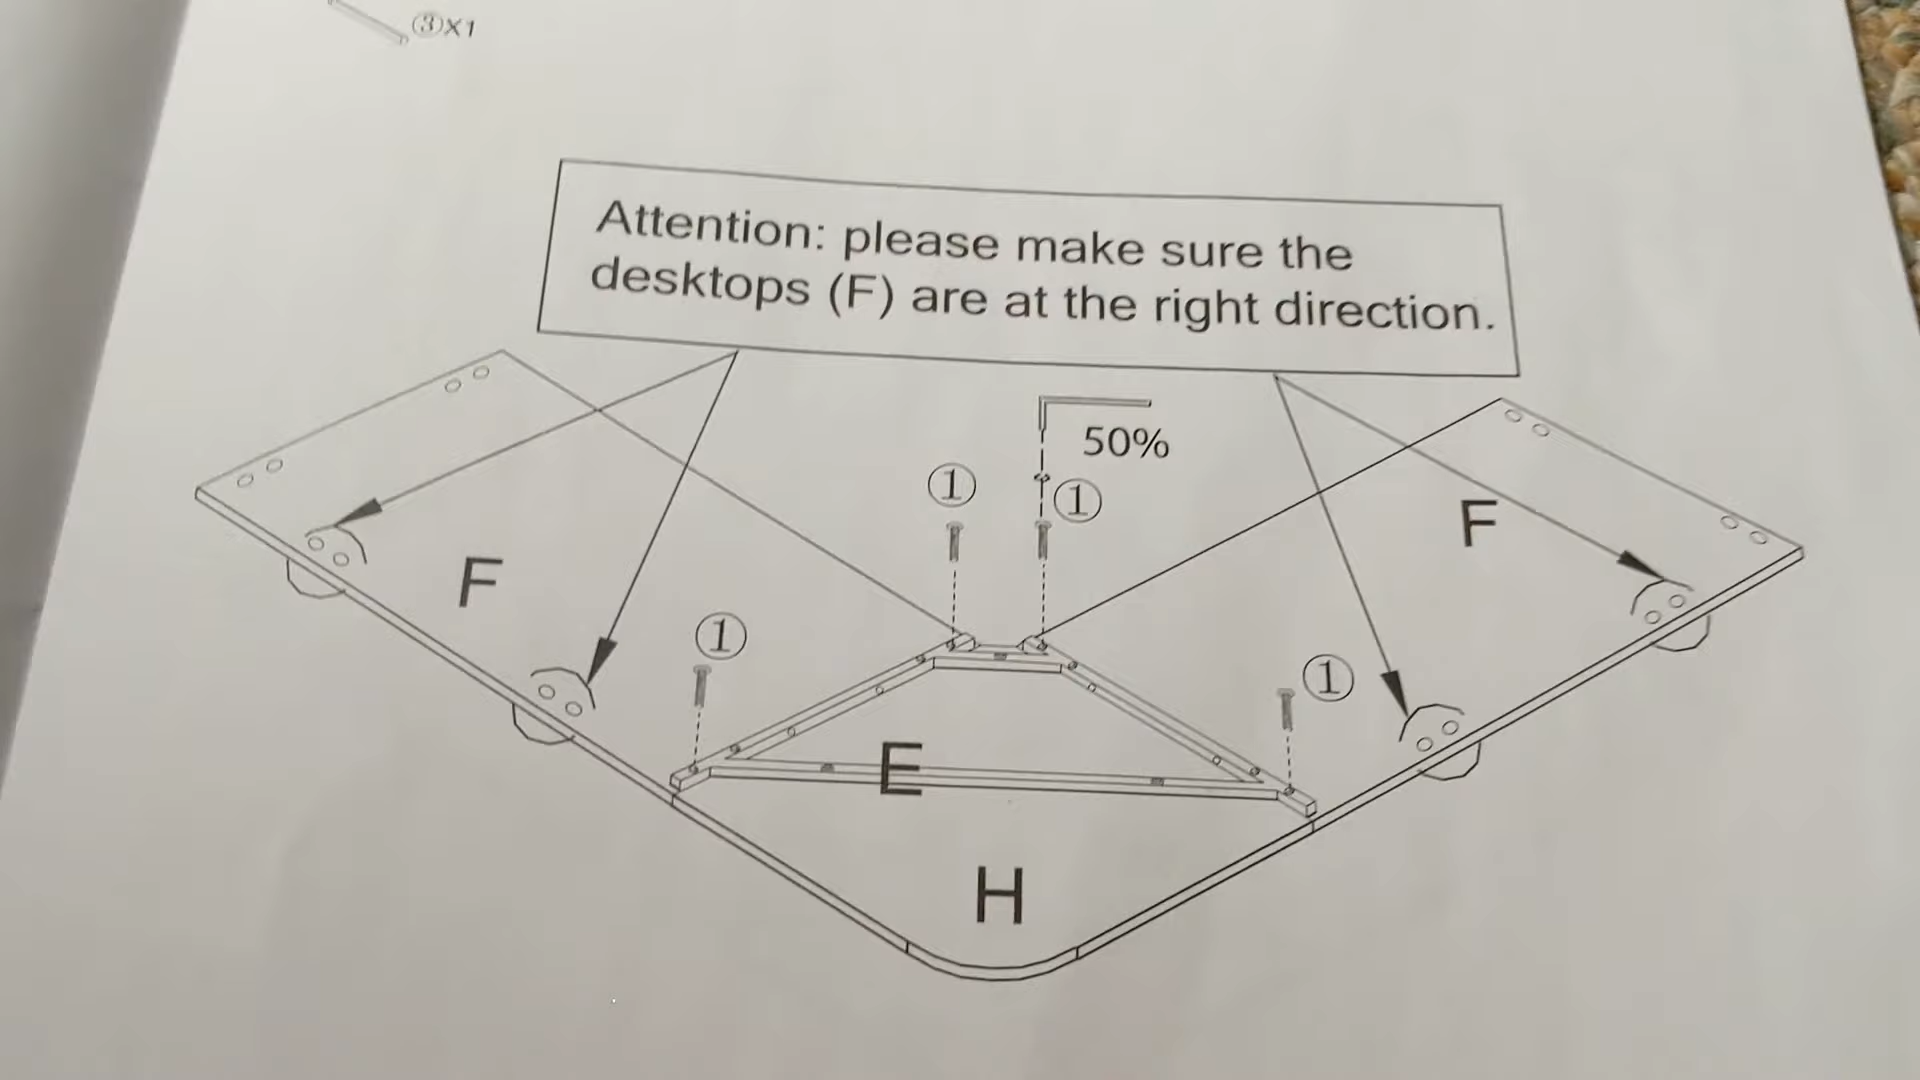 ③X1
Attention: please make sure the
desktops (F) are at the right direction.
50%
①
①
F
F
①
①
E
H